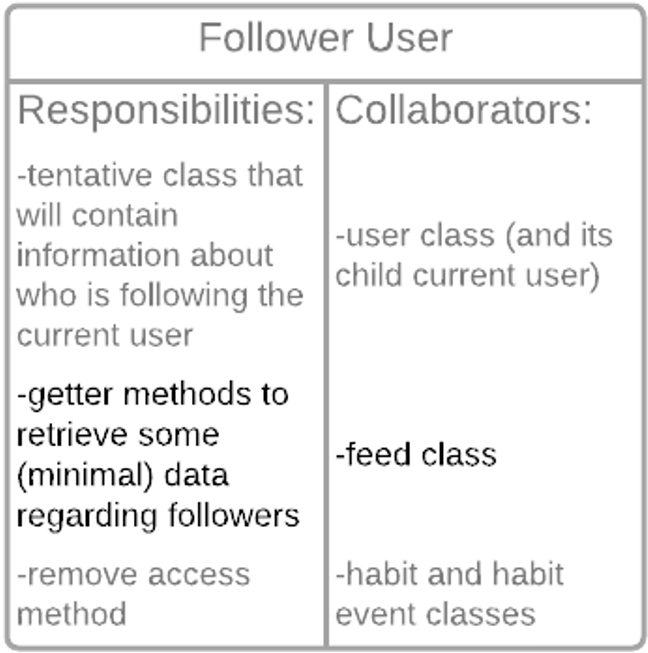 Follower User
Responsibilities:
-tentative class that
will contain
information about
who is following the
current user
-getter methods to
retrieve some
(minimal) data
regarding followers
-remove access
method
Collaborators:
-user class (and its
child current user)
-feed class
-habit and habit
event classes